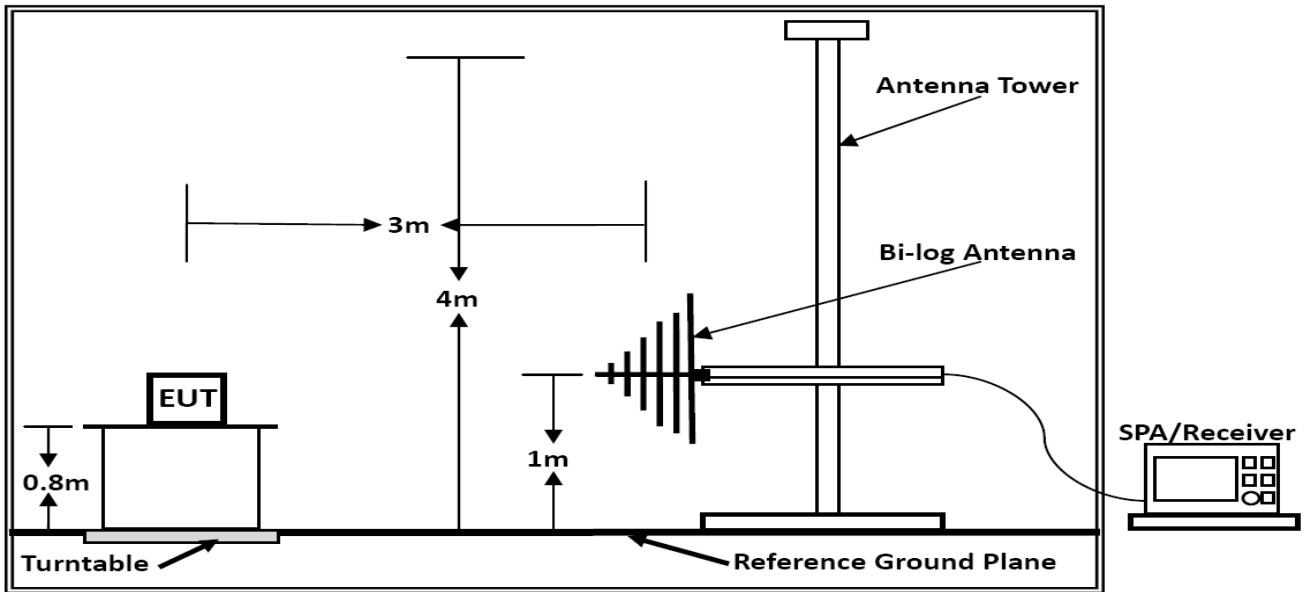 Antenna Tower
3m
Bi-log Antenna
4m
EUT
SPA/Receiver
1m
0.8m
Turntable
Reference Ground Plane